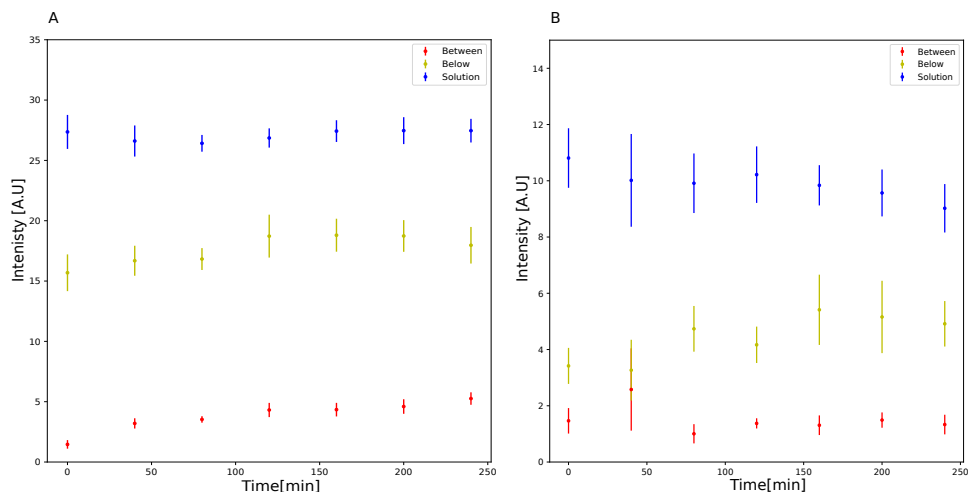 A
35
30
25
20
15
10
5
0
Intenisty [A.U]
0 50 100 150 200 250
Time[min]
Between
Below
Solution
B
14
12
10
8
6
4
2
0
Intensity [A.U]
0 50 100 150 200 250
Time[min]
Between
Below
Solution